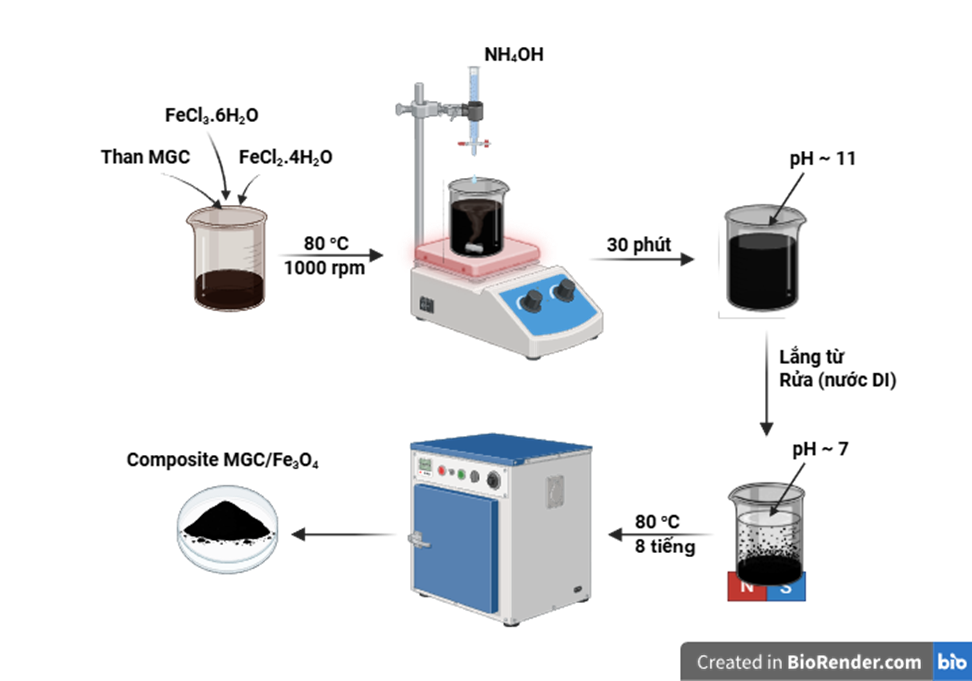 NH₄OH
FeCl₃.6H₂O
Than MGC
FeCl₂.4H₂O
80 °C
1000 rpm
30 phút
pH ~ 11
Lắng từ
Rửa (nước DI)
pH ~ 7
N S
80 °C
8 tiếng
Composite MGC/Fe₃O₄
Created in BioRender.com bio